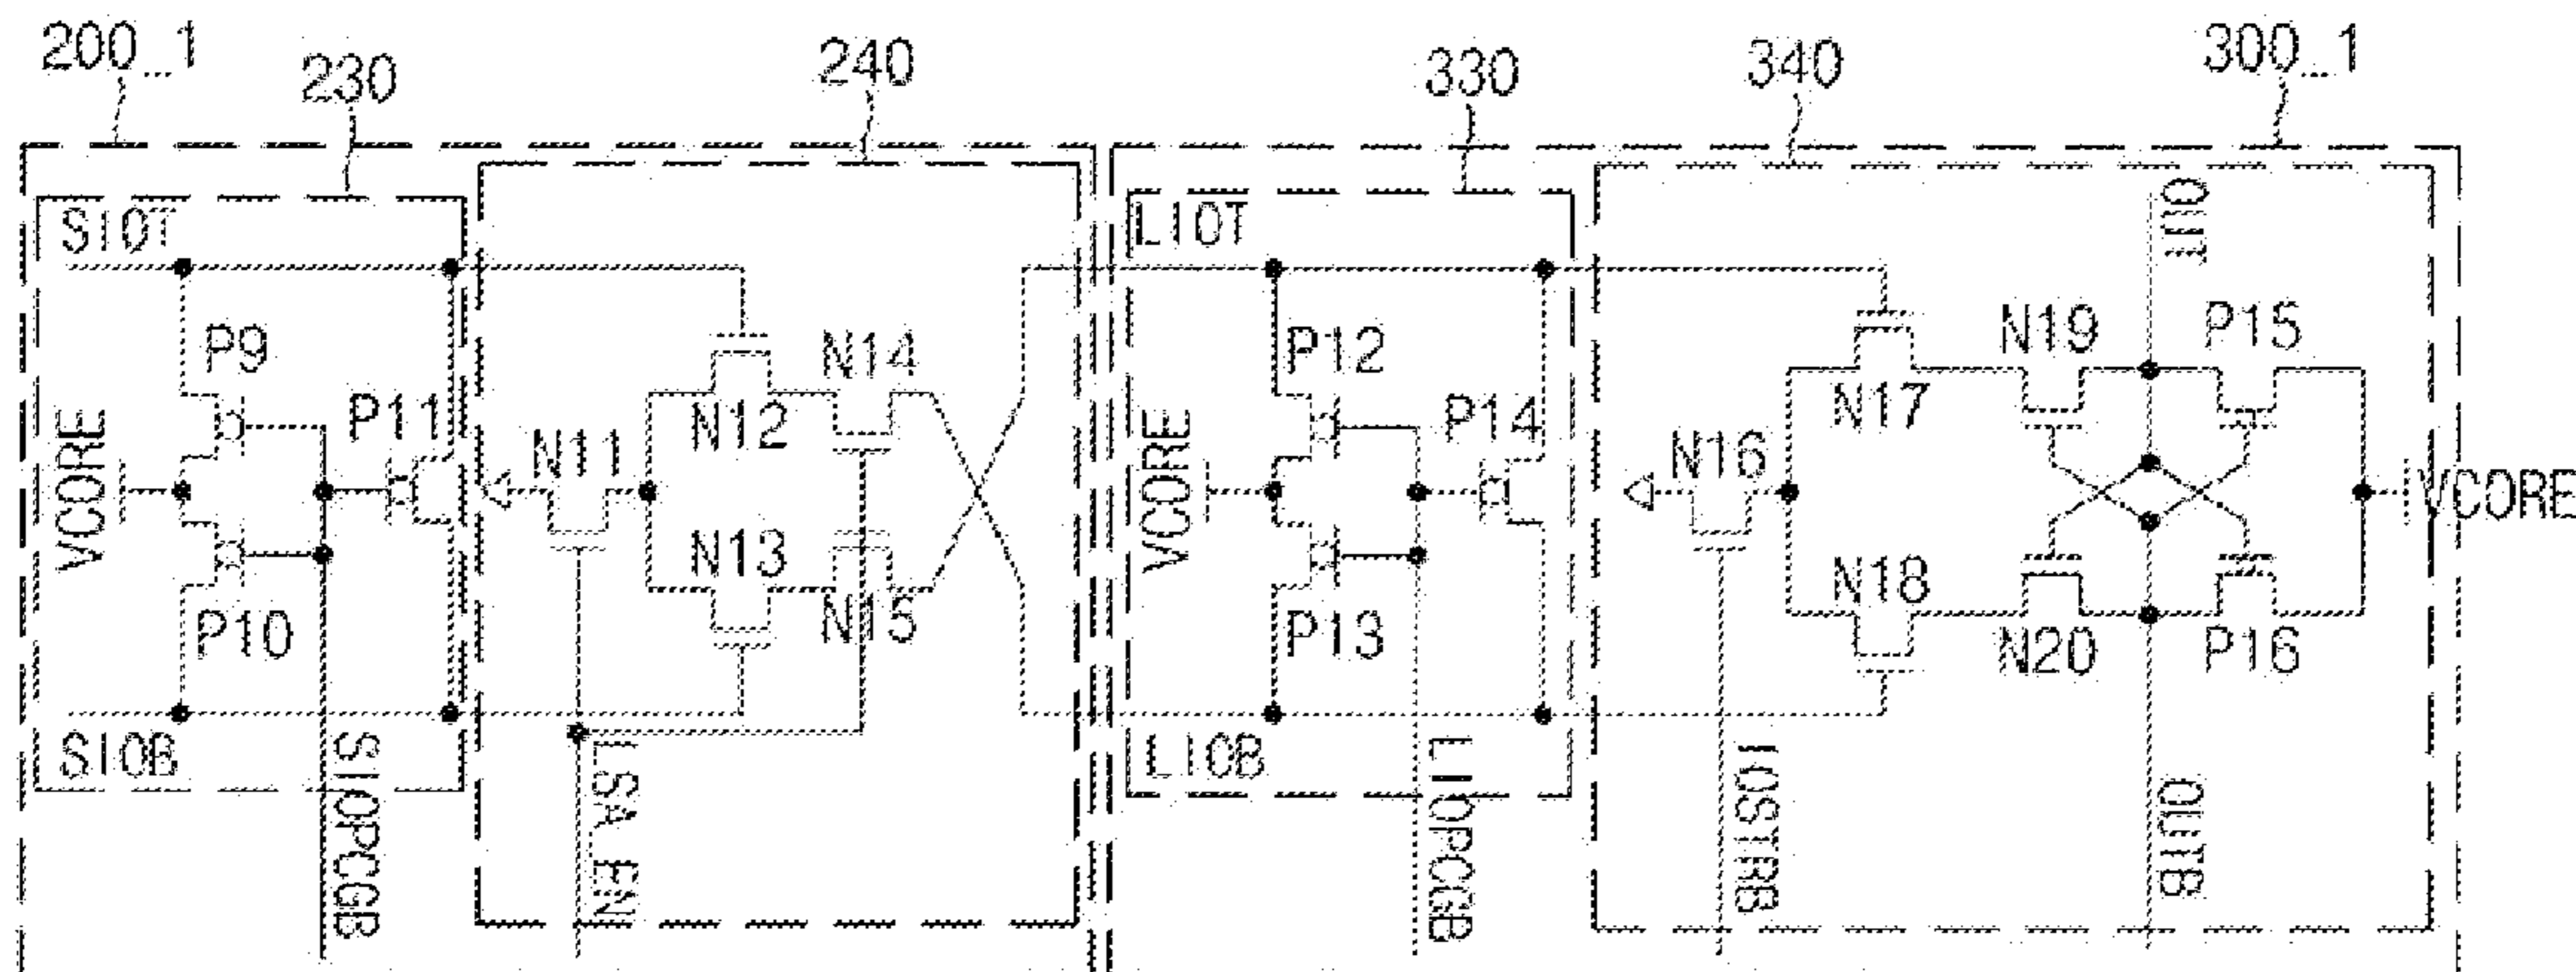 200_1
230
240
330
340
300_1
SIOT
LIOT
OUT
P9
N14
P12
N19
P15
P11
N12
P14
N17
VCORE
N11
VCORE
N16
VCORE
N13
N18
P10
N15
P13
N20
P16
SIOB
LIOB
SIOPCGB
LSA_EN
LIOPCGB
IOSTRB
OUTB